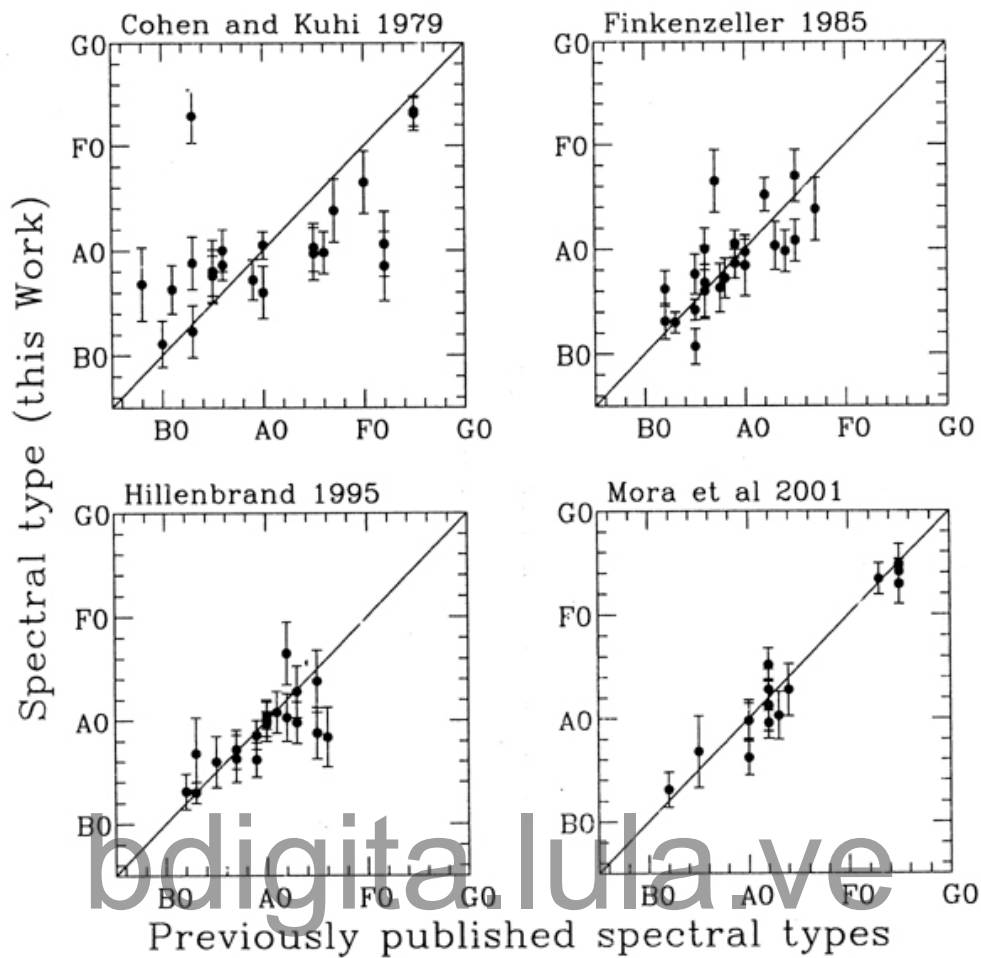 Cohen and Kuhi 1979
Finkenzeller 1985
G0
G0
F0
F0
A0
A0
B0
B0
B0 A0 F0 G0
B0 A0 F0 G0
Spectral type (this Work)
Hillenbrand 1995
Mora et al 2001
G0
G0
F0
F0
A0
A0
B0
B0
B0 A0 F0 G0
B0 A0 F0 G0
bdigita.lula.ve
Previously published spectral types